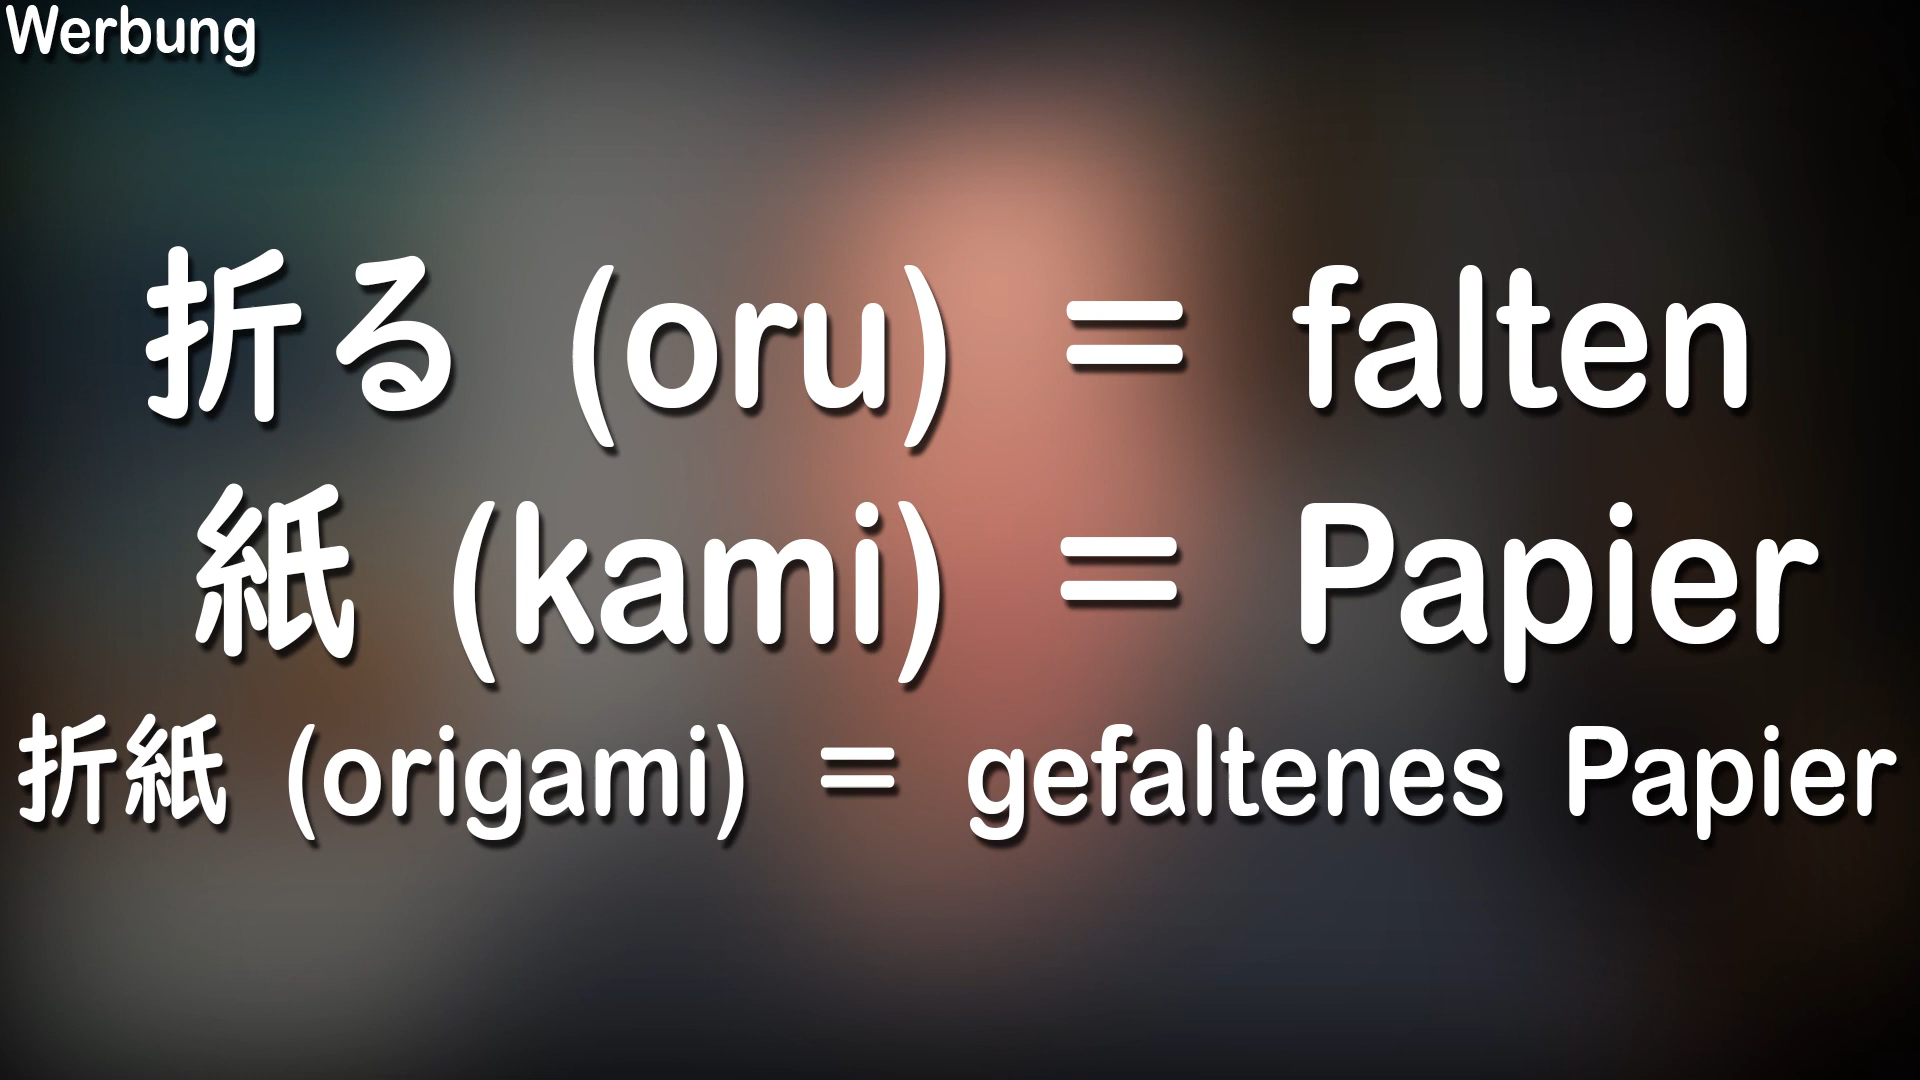 Werbung
折る (oru) = falten
紙 (kami) = Papier
折紙 (origami) = gefaltenes Papier